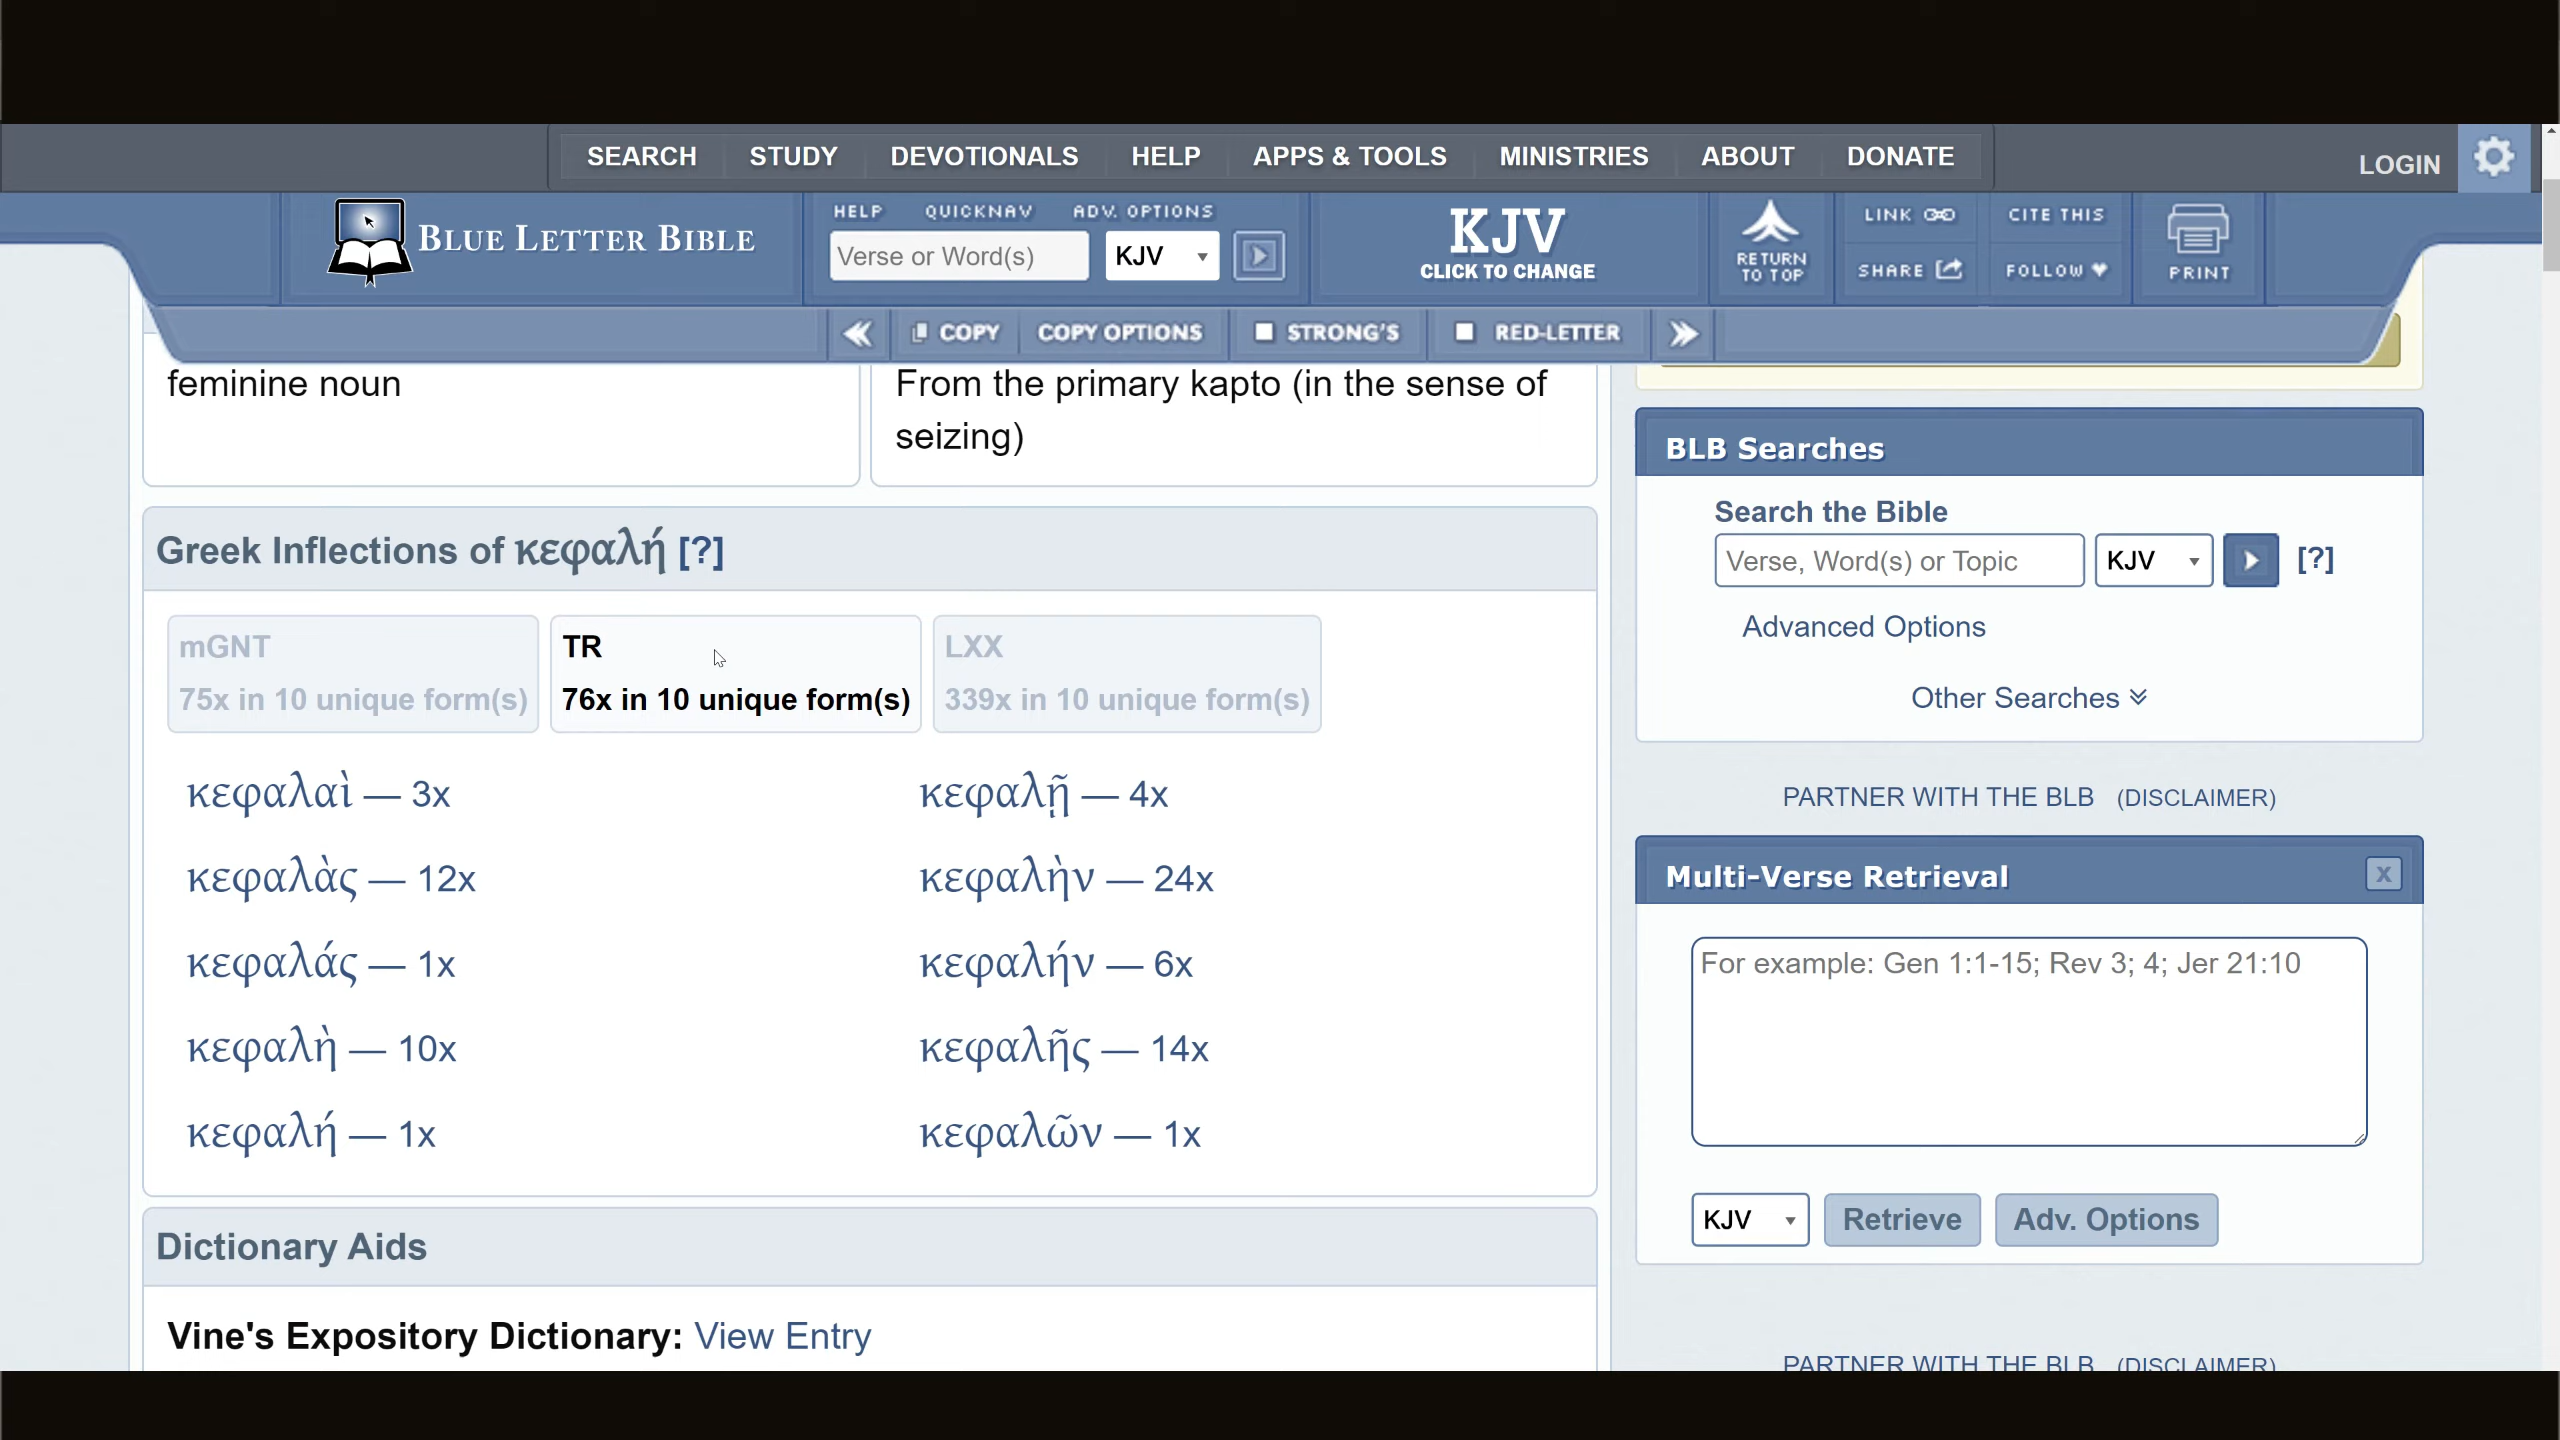 SEARCH STUDY DEVOTIONALS HELP APPS & TOOLS MINISTRIES ABOUT DONATE LOGIN
BLUE LETTER BIBLE
HELP QUICKNAV ADV. OPTIONS
Verse or Word(s) KJV
KJV
CLICK TO CHANGE
RETURN
TO TOP
LINK CITE THIS
SHARE FOLLOW
PRINT
COPY COPY OPTIONS STRONG'S RED-LETTER
feminine noun
From the primary kapto (in the sense of
seizing)
Greek Inflections of κεφαλή [?]
mGNT
75x in 10 unique form(s)
TR
76x in 10 unique form(s)
LXX
339x in 10 unique form(s)
κεφαλαὶ — 3x
κεφαλὰς — 12x
κεφαλάς — 1x
κεφαλὴ — 10x
κεφαλή — 1x
κεφαλῇ — 4x
κεφαλὴν — 24x
κεφαλήν — 6x
κεφαλῆς — 14x
κεφαλῶν — 1x
Dictionary Aids
Vine's Expository Dictionary: View Entry
BLB Searches
Search the Bible
Verse, Word(s) or Topic KJV [?]
Advanced Options
Other Searches
PARTNER WITH THE BLB (DISCLAIMER)
Multi-Verse Retrieval x
For example: Gen 1:1-15; Rev 3; 4; Jer 21:10
KJV Retrieve Adv. Options
PARTNER WITH THE BLB (DISCLAIMER)